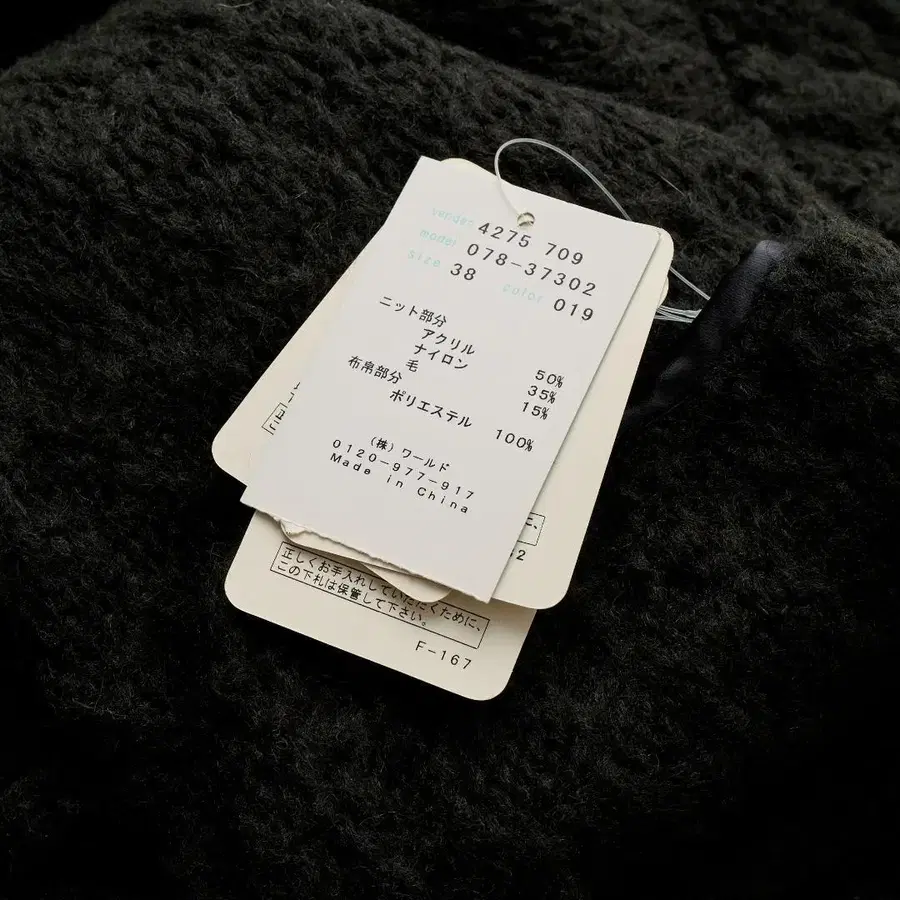 vender 4275 709
model 078-37302
size 38 color 019
ニット部分
アクリル 50%
ナイロン 35%
毛 15%
布帛部分
ポリエステル 100%
(株)ワールド
0120-977-917
Made in China
に、
2
正しくお手入れしていただくために、
この下札は保管して下さい。
F-167